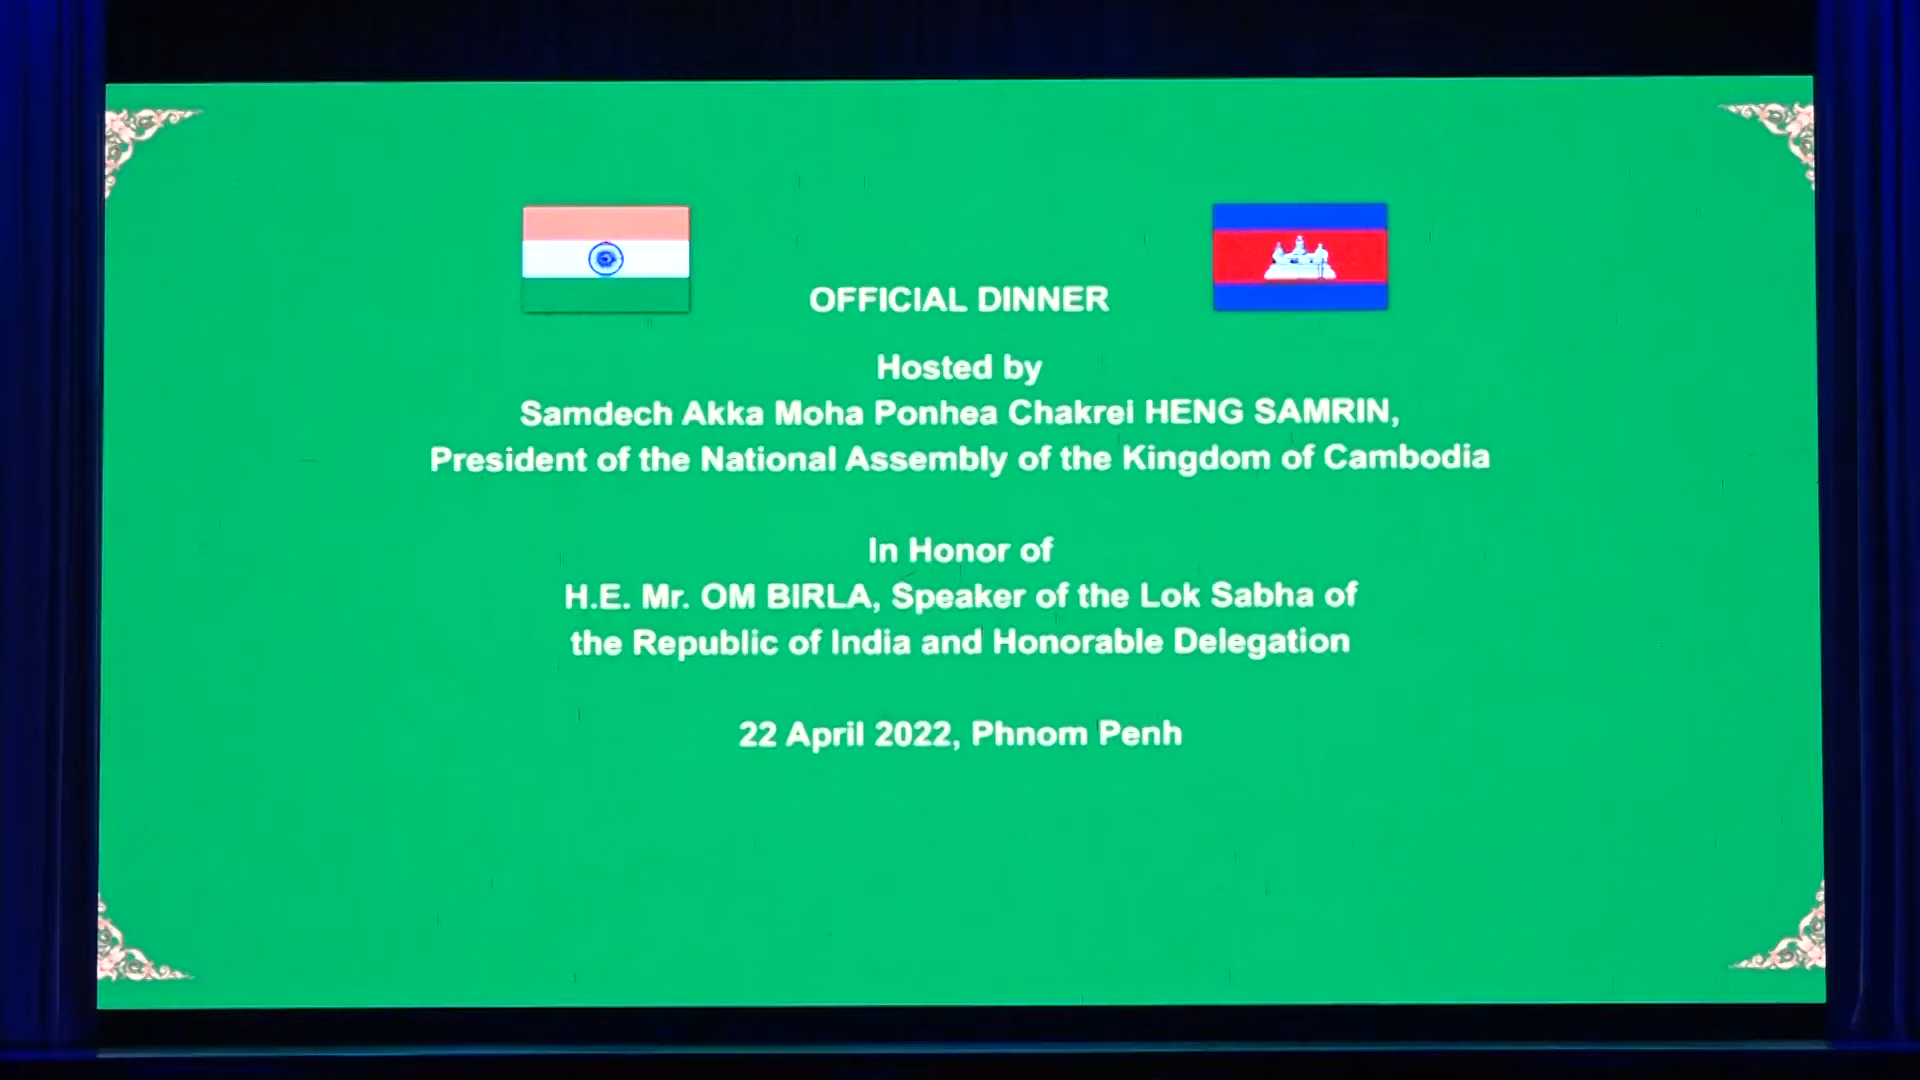 OFFICIAL DINNER
Hosted by
Samdech Akka Moha Ponhea Chakrei HENG SAMRIN,
President of the National Assembly of the Kingdom of Cambodia
In Honor of
H.E. Mr. OM BIRLA, Speaker of the Lok Sabha of
the Republic of India and Honorable Delegation
22 April 2022, Phnom Penh